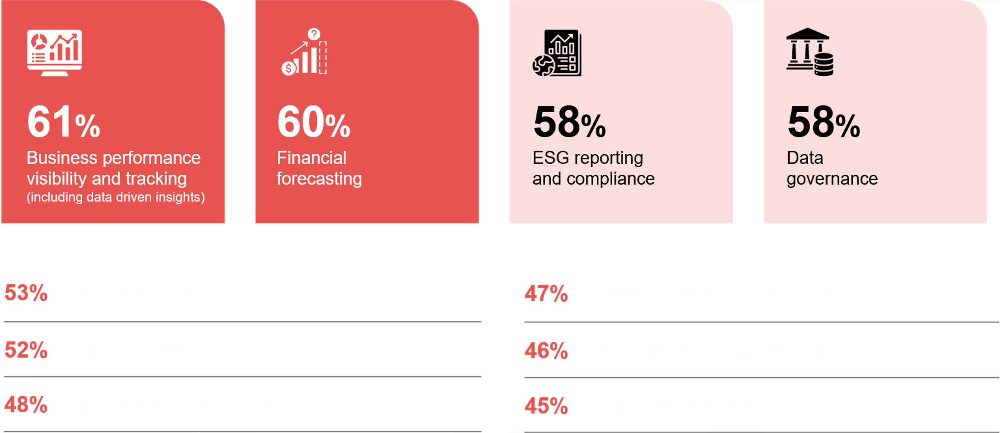 61%
Business performance
visibility and tracking
(including data driven insights)
60%
Financial
forecasting
58%
ESG reporting
and compliance
58%
Data
governance
53%
52%
48%
47%
46%
45%